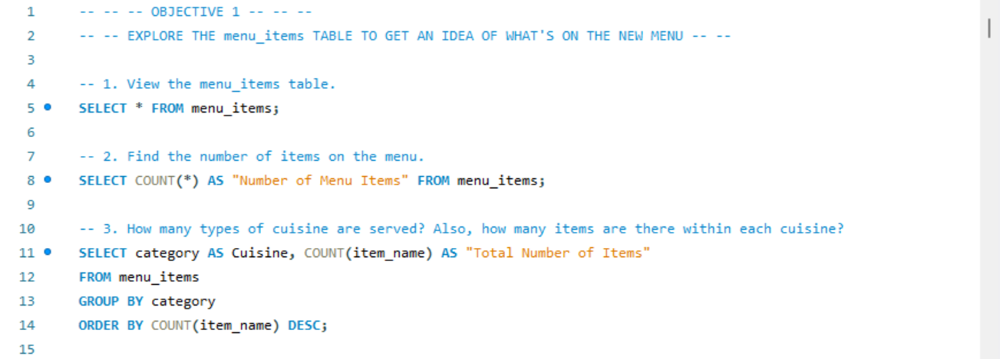 1 -- -- -- OBJECTIVE 1 -- -- --
2 -- -- EXPLORE THE menu_items TABLE TO GET AN IDEA OF WHAT'S ON THE NEW MENU -- --
3
4 -- 1. View the menu_items table.
5 SELECT * FROM menu_items;
6
7 -- 2. Find the number of items on the menu.
8 SELECT COUNT(*) AS "Number of Menu Items" FROM menu_items;
9
10 -- 3. How many types of cuisine are served? Also, how many items are there within each cuisine?
11 SELECT category AS Cuisine, COUNT(item_name) AS "Total Number of Items"
12 FROM menu_items
13 GROUP BY category
14 ORDER BY COUNT(item_name) DESC;
15